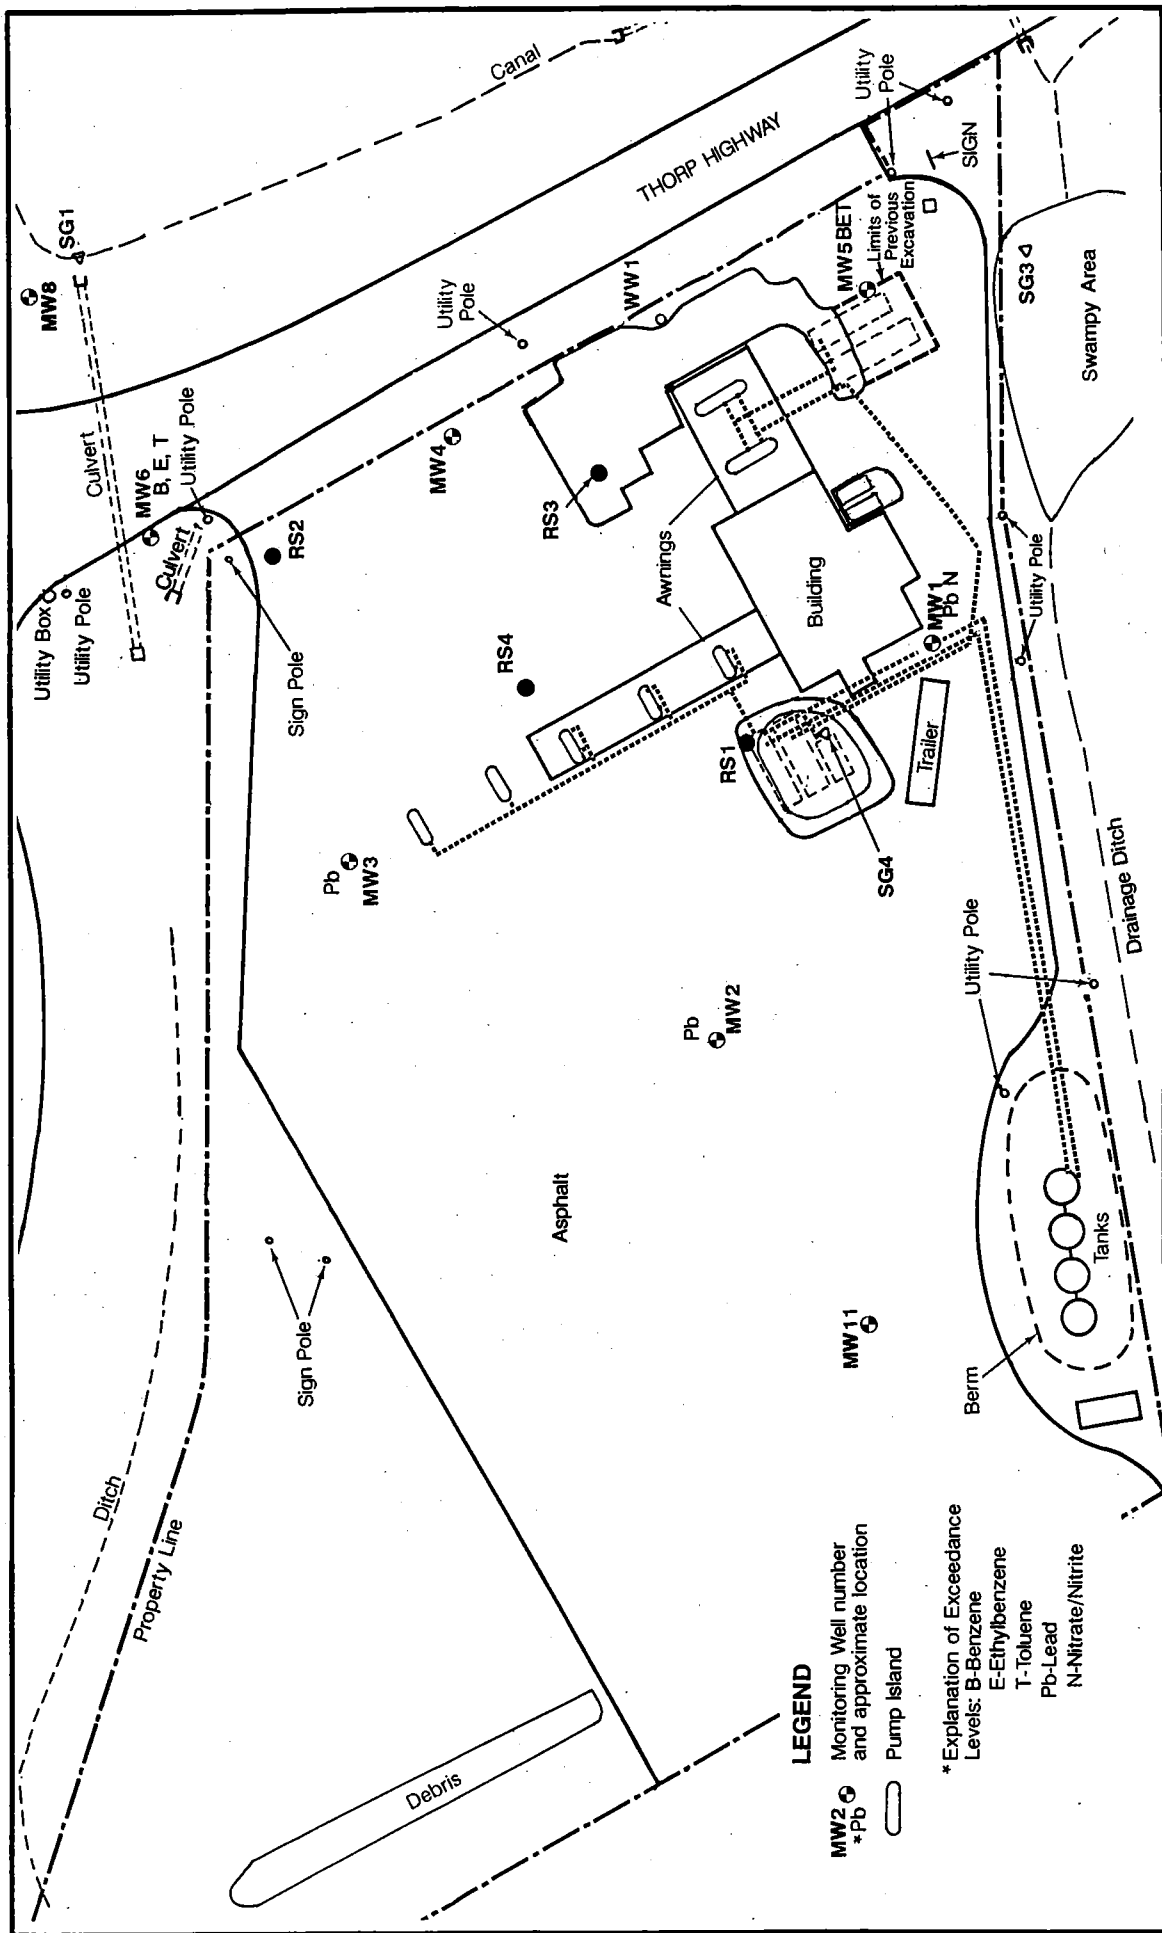 Utility Box
Utility Pole
Culvert
MW8
SG1
Canal
MW6
B, E, T
Utility Pole
Culvert
Sign Pole
RS2
MW4
Utility
Pole
THORP HIGHWAY
WW1
RS3
RS4
Awnings
Building
MW5 BET
Limits of
Previous
Excavation
Utility
Pole
SIGN
SG3
Swampy Area
Utility Pole
MW1
Pb N
RS1
Trailer
SG4
Pb
MW3
Pb
MW2
Utility Pole
Drainage Ditch
Ditch
Property Line
Sign Pole
Asphalt
MW11
Berm
Tanks
Debris
LEGEND
MW2 Monitoring Well number
*Pb and approximate location
Pump Island
*Explanation of Exceedance
Levels: B-Benzene
E-Ethylbenzene
T-Toluene
Pb-Lead
N-Nitrate/Nitrite